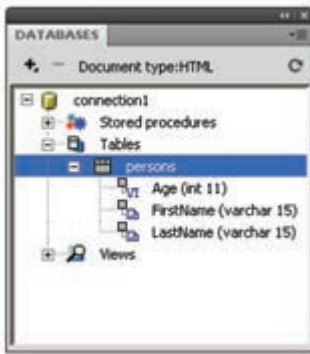 DATABASES
Document type:HTML
connection1
Stored procedures
Tables
persons
Age (int 11)
FirstName (varchar 15)
LastName (varchar 15)
Views